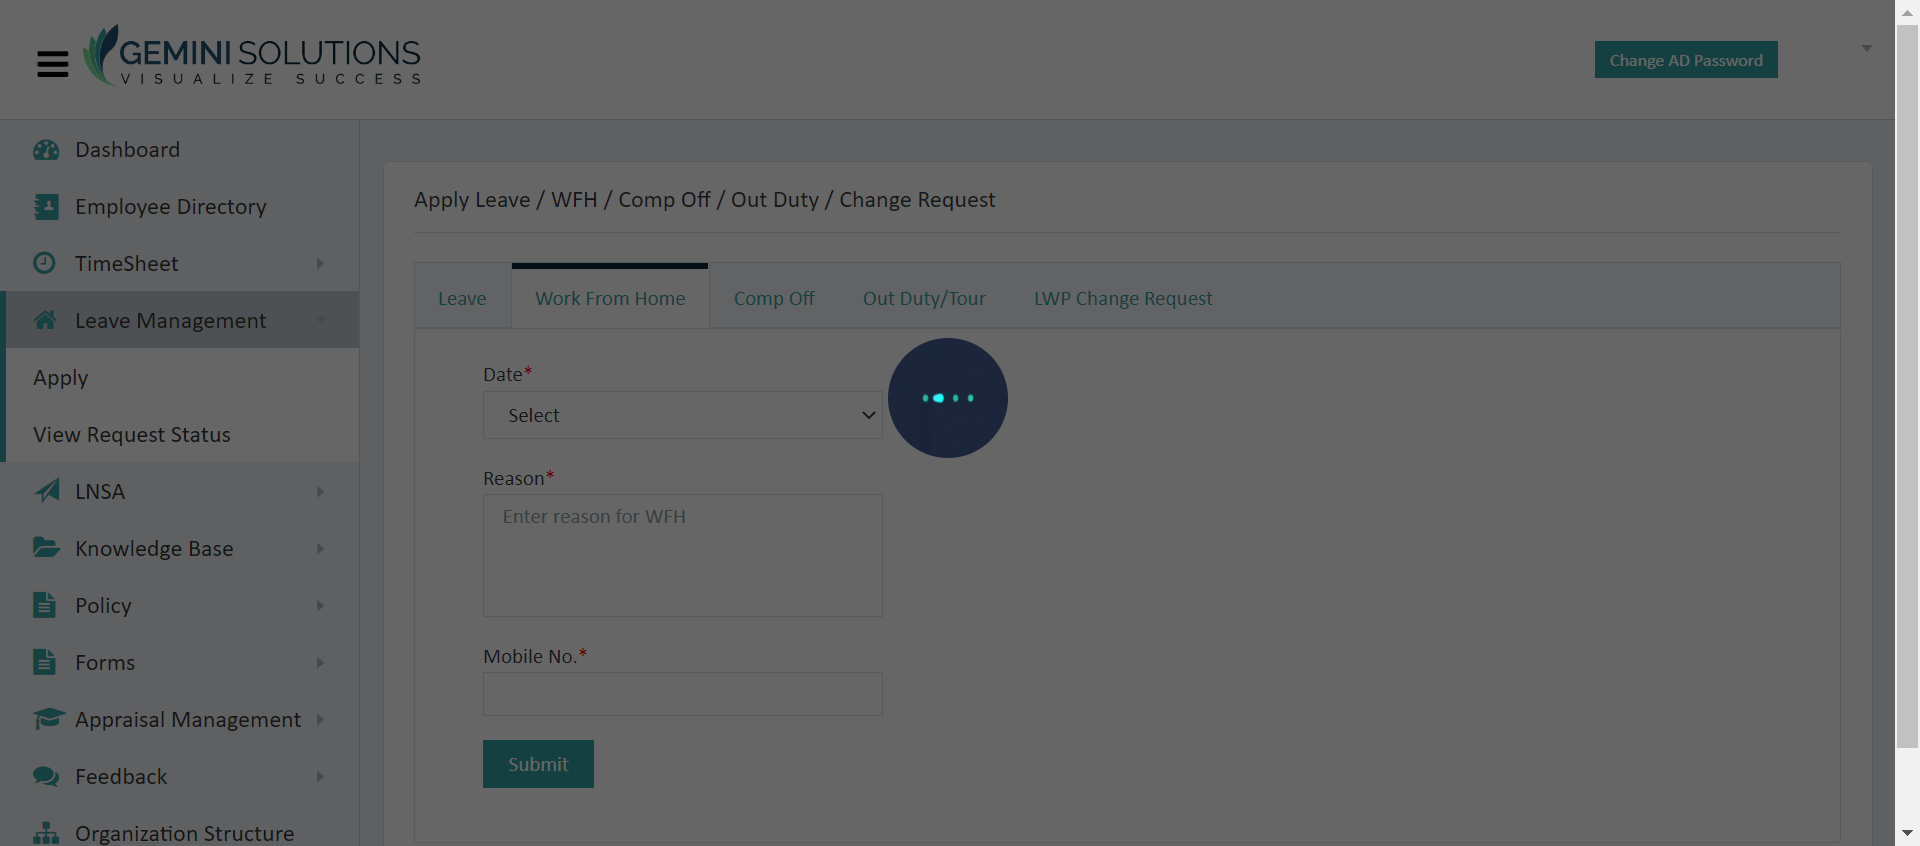 GEMINI SOLUTIONS
VISUALIZE SUCCESS
Change AD Password
Dashboard
Employee Directory
TimeSheet
Leave Management
Apply
View Request Status
LNSA
Knowledge Base
Policy
Forms
Appraisal Management
Feedback
Organization Structure
Apply Leave / WFH / Comp Off / Out Duty / Change Request
Leave Work From Home Comp Off Out Duty/Tour LWP Change Request
Date*
Select
Reason*
Enter reason for WFH
Mobile No.*
Submit